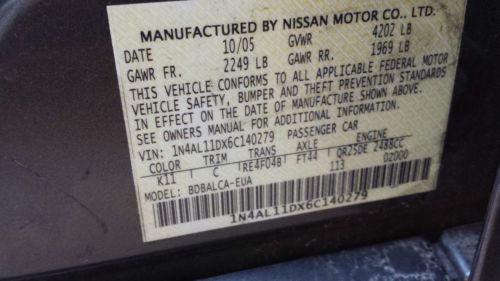 MANUFACTURED BY NISSAN MOTOR CO., LTD.
DATE 10/05 GVWR 4202 LB
GAWR FR. 2249 LB GAWR RR. 1969 LB
THIS VEHICLE CONFORMS TO ALL APPLICABLE FEDERAL MOTOR
VEHICLE SAFETY, BUMPER AND THEFT PREVENTION STANDARDS
IN EFFECT ON THE DATE OF MANUFACTURE SHOWN ABOVE.
SEE OWNERS MANUAL FOR ADDITIONAL INFORMATION.
VIN: 1N4AL11DX6C140279 PASSENGER CAR
COLOR TRIM TRANS AXLE ENGINE
K11 C RE4F04B FT44 QR25DE 2488CC
MODEL: BDBALCA-EUA 113 02000
1N4AL11DX6C140279